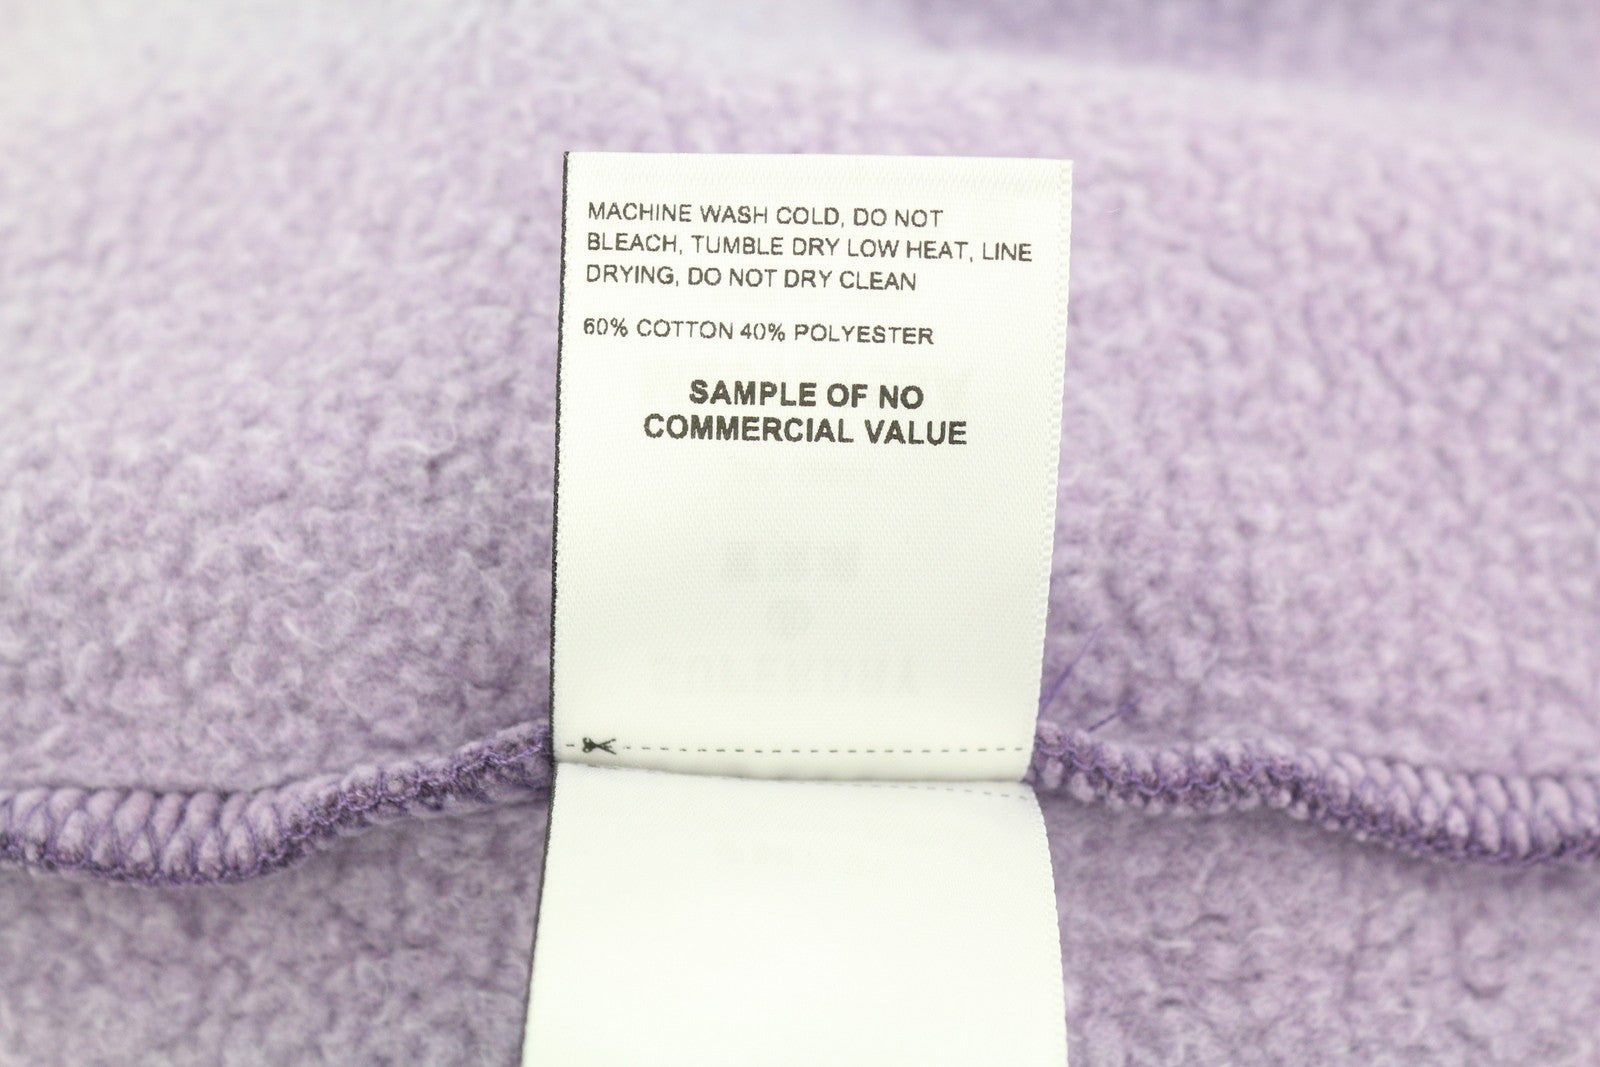 MACHINE WASH COLD, DO NOT
BLEACH, TUMBLE DRY LOW HEAT, LINE
DRYING, DO NOT DRY CLEAN
60% COTTON 40% POLYESTER
SAMPLE OF NO
COMMERCIAL VALUE